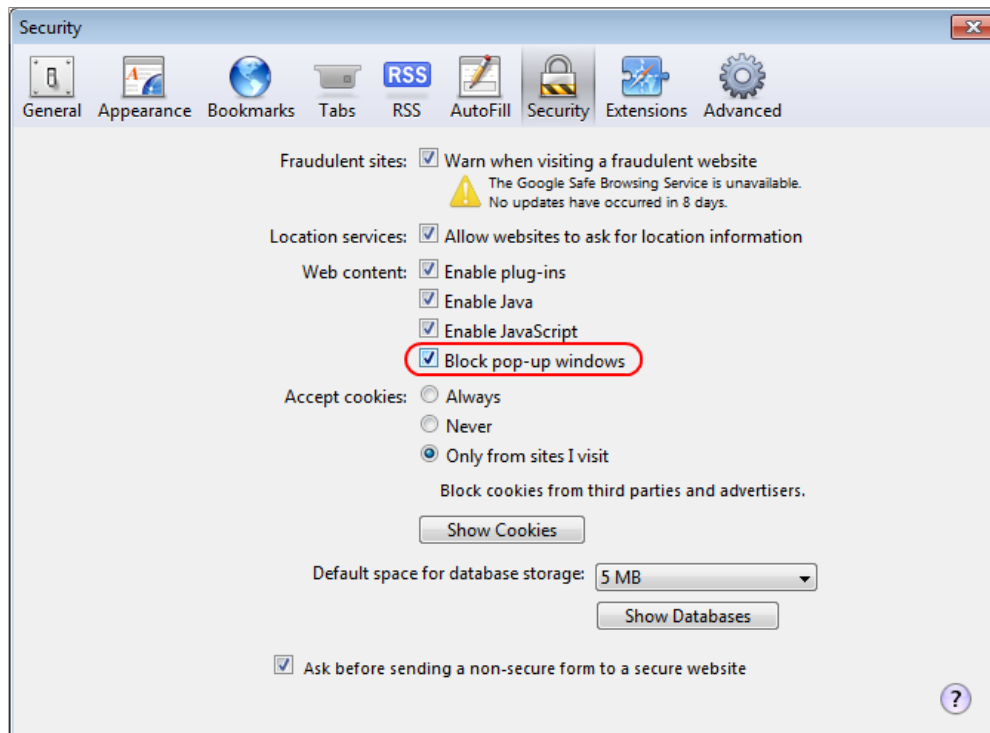 Security
RSS
General Appearance Bookmarks Tabs RSS AutoFill Security Extensions Advanced
Fraudulent sites: Warn when visiting a fraudulent website
The Google Safe Browsing Service is unavailable.
No updates have occurred in 8 days.
Location services: Allow websites to ask for location information
Web content: Enable plug-ins
Enable Java
Enable JavaScript
Block pop-up windows
Accept cookies: Always
Never
Only from sites I visit
Block cookies from third parties and advertisers.
Show Cookies
Default space for database storage: 5 MB
Show Databases
Ask before sending a non-secure form to a secure website
?